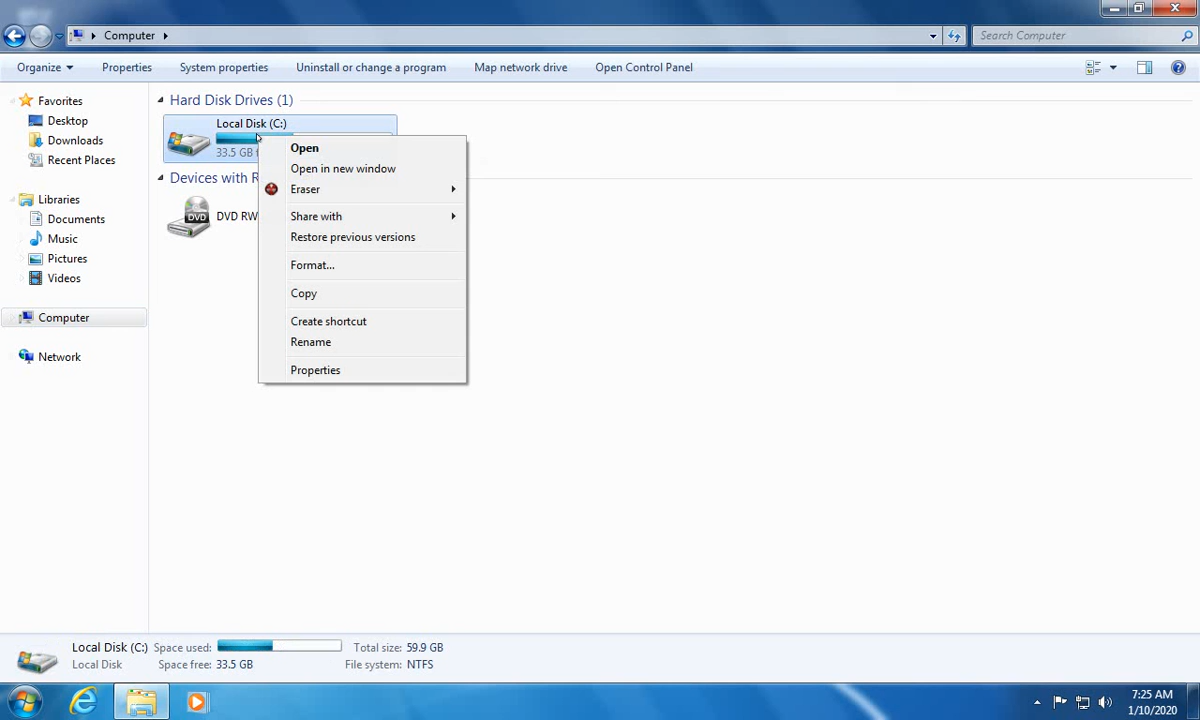 Computer
Search Computer
Organize
Properties
System properties
Uninstall or change a program
Map network drive
Open Control Panel
Favorites
Desktop
Downloads
Recent Places
Libraries
Documents
Music
Pictures
Videos
Computer
Network
Hard Disk Drives (1)
Local Disk (C:)
33.5 GB
Devices with R
DVD
DVD RW
Open
Open in new window
Eraser
Share with
Restore previous versions
Format...
Copy
Create shortcut
Rename
Properties
Local Disk (C:) Space used: Total size: 59.9 GB
Local Disk Space free: 33.5 GB File system: NTFS
7:25 AM
1/10/2020